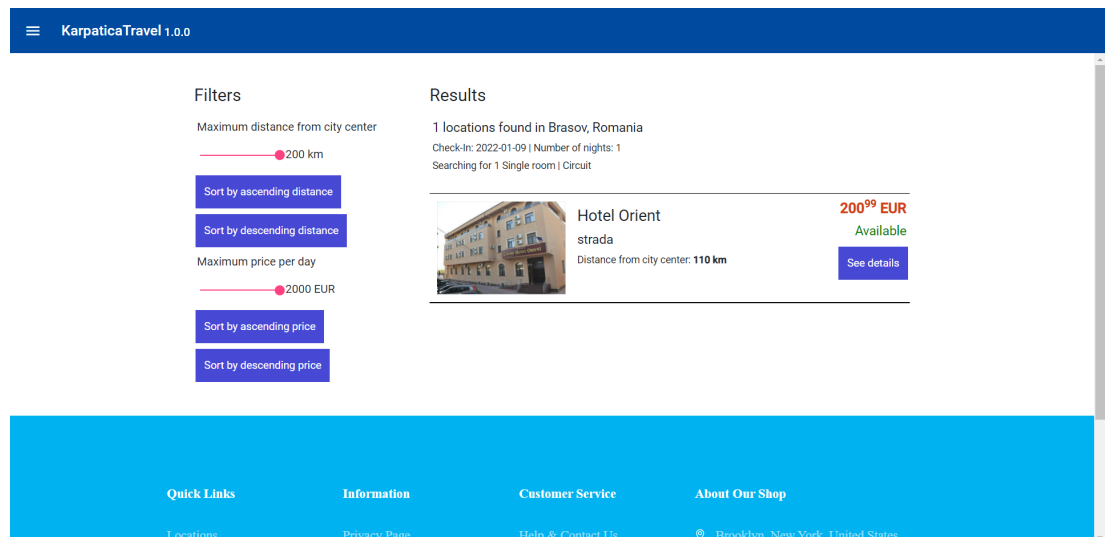 KarpaticaTravel 1.0.0
Filters
Maximum distance from city center
200 km
Sort by ascending distance
Sort by descending distance
Maximum price per day
2000 EUR
Sort by ascending price
Sort by descending price
Results
1 locations found in Brasov, Romania
Check-In: 2022-01-09 | Number of nights: 1
Searching for 1 Single room | Circuit
Hotel Orient
strada
Distance from city center: 110 km
200⁹⁹ EUR
Available
See details
Quick Links
Information
Customer Service
About Our Shop
Locations
Privacy Page
Help & Contact Us
Brooklyn, New York, United States